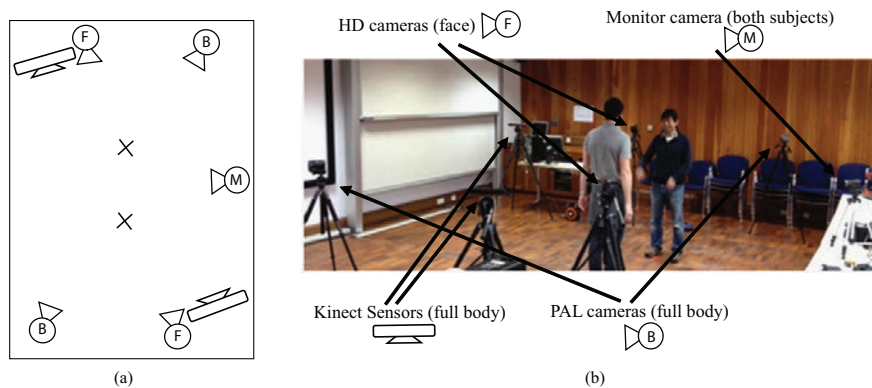 HD cameras (face)
F
Monitor camera (both subjects)
M
F
B
M
B
F
Kinect Sensors (full body)
PAL cameras (full body)
B
(a)
(b)